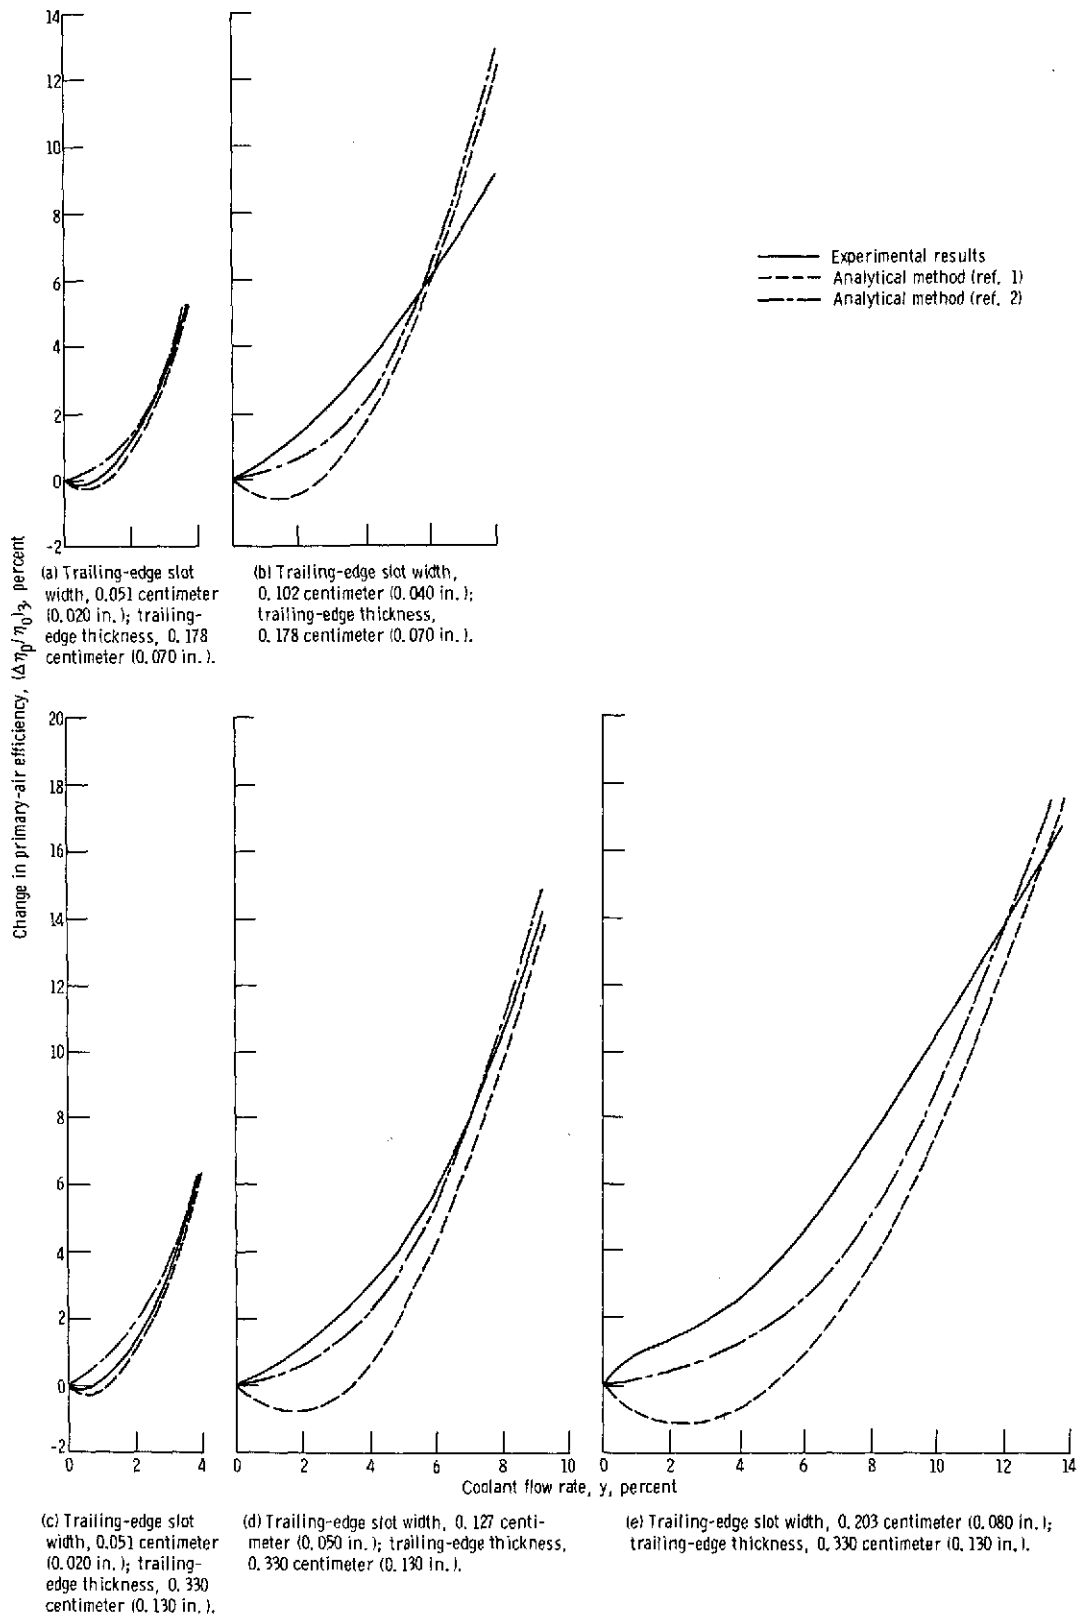 14
12
10
8
6
4
2
0
-2
Experimental results
Analytical method (ref. 1)
Analytical method (ref. 2)
(a) Trailing-edge slot
width, 0.051 centimeter
(0.020 in.); trailing-
edge thickness, 0.178
centimeter (0.070 in.).
(b) Trailing-edge slot width,
0.102 centimeter (0.040 in.);
trailing-edge thickness,
0.178 centimeter (0.070 in.).
Change in primary-air efficiency, (Δηp/η0)3, percent
20
18
16
14
12
10
8
6
4
2
0
-2
0 2 4
0 2 4 6 8 10
0 2 4 6 8 10 12 14
Coolant flow rate, y, percent
(c) Trailing-edge slot
width, 0.051 centimeter
(0.020 in.); trailing-
edge thickness, 0.330
centimeter (0.130 in.).
(d) Trailing-edge slot width, 0.127 centi-
meter (0.050 in.); trailing-edge thickness,
0.330 centimeter (0.130 in.).
(e) Trailing-edge slot width, 0.203 centimeter (0.080 in.);
trailing-edge thickness, 0.330 centimeter (0.130 in.).